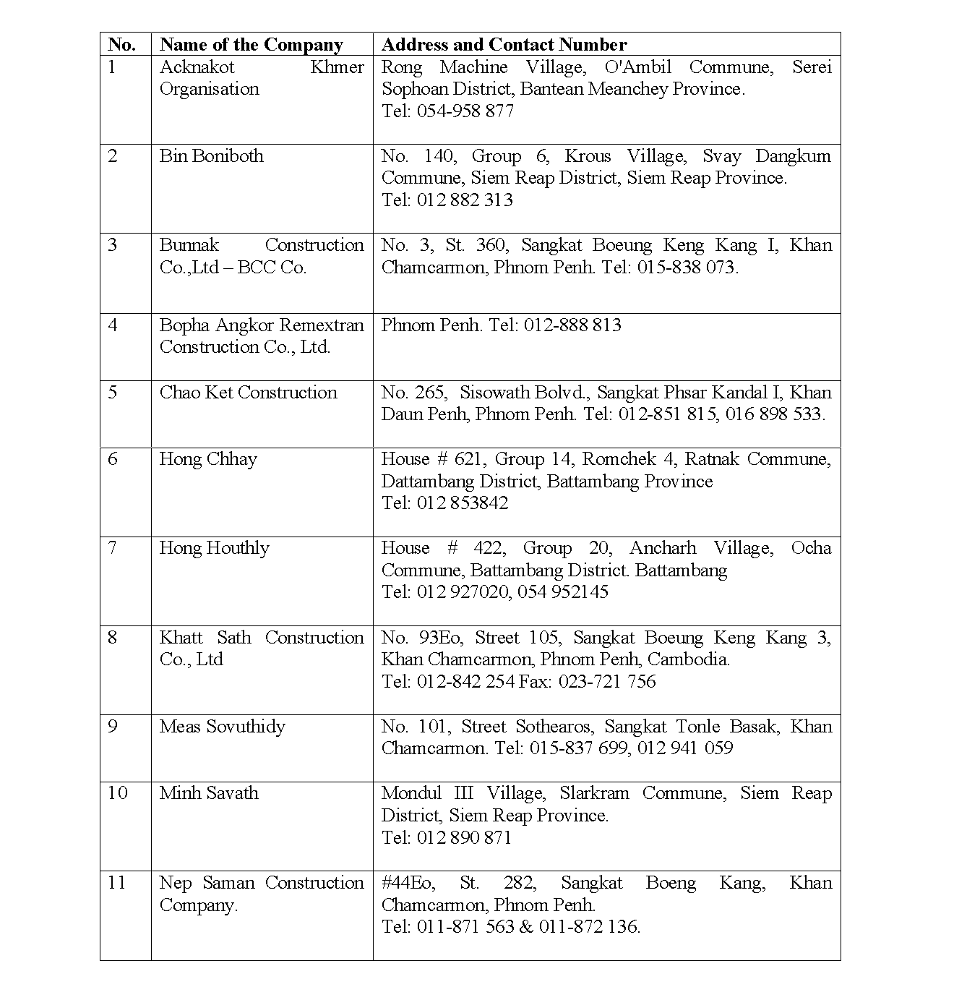 No. Name of the Company Address and Contact Number
1 Acknakot Khmer Rong Machine Village, O'Ambil Commune, Serei
Organisation Sophoan District, Bantean Meanchey Province.
Tel: 054-958 877
2 Bin Boniboth No. 140, Group 6, Krous Village, Svay Dangkum
Commune, Siem Reap District, Siem Reap Province.
Tel: 012 882 313
3 Bunnak Construction No. 3, St. 360, Sangkat Boeung Keng Kang I, Khan
Co.,Ltd – BCC Co. Chamcarmon, Phnom Penh. Tel: 015-838 073.
4 Bopha Angkor Remextran Phnom Penh. Tel: 012-888 813
Construction Co., Ltd.
5 Chao Ket Construction No. 265, Sisowath Bolvd., Sangkat Phsar Kandal I, Khan
Daun Penh, Phnom Penh. Tel: 012-851 815, 016 898 533.
6 Hong Chhay House # 621, Group 14, Romchek 4, Ratnak Commune,
Dattambang District, Battambang Province
Tel: 012 853842
7 Hong Houthly House # 422, Group 20, Ancharh Village, Ocha
Commune, Battambang District. Battambang
Tel: 012 927020, 054 952145
8 Khatt Sath Construction No. 93Eo, Street 105, Sangkat Boeung Keng Kang 3,
Co., Ltd Khan Chamcarmon, Phnom Penh, Cambodia.
Tel: 012-842 254 Fax: 023-721 756
9 Meas Sovuthidy No. 101, Street Sothearos, Sangkat Tonle Basak, Khan
Chamcarmon. Tel: 015-837 699, 012 941 059
10 Minh Savath Mondul III Village, Slarkram Commune, Siem Reap
District, Siem Reap Province.
Tel: 012 890 871
11 Nep Saman Construction #44Eo, St. 282, Sangkat Boeng Kang, Khan
Company. Chamcarmon, Phnom Penh.
Tel: 011-871 563 & 011-872 136.